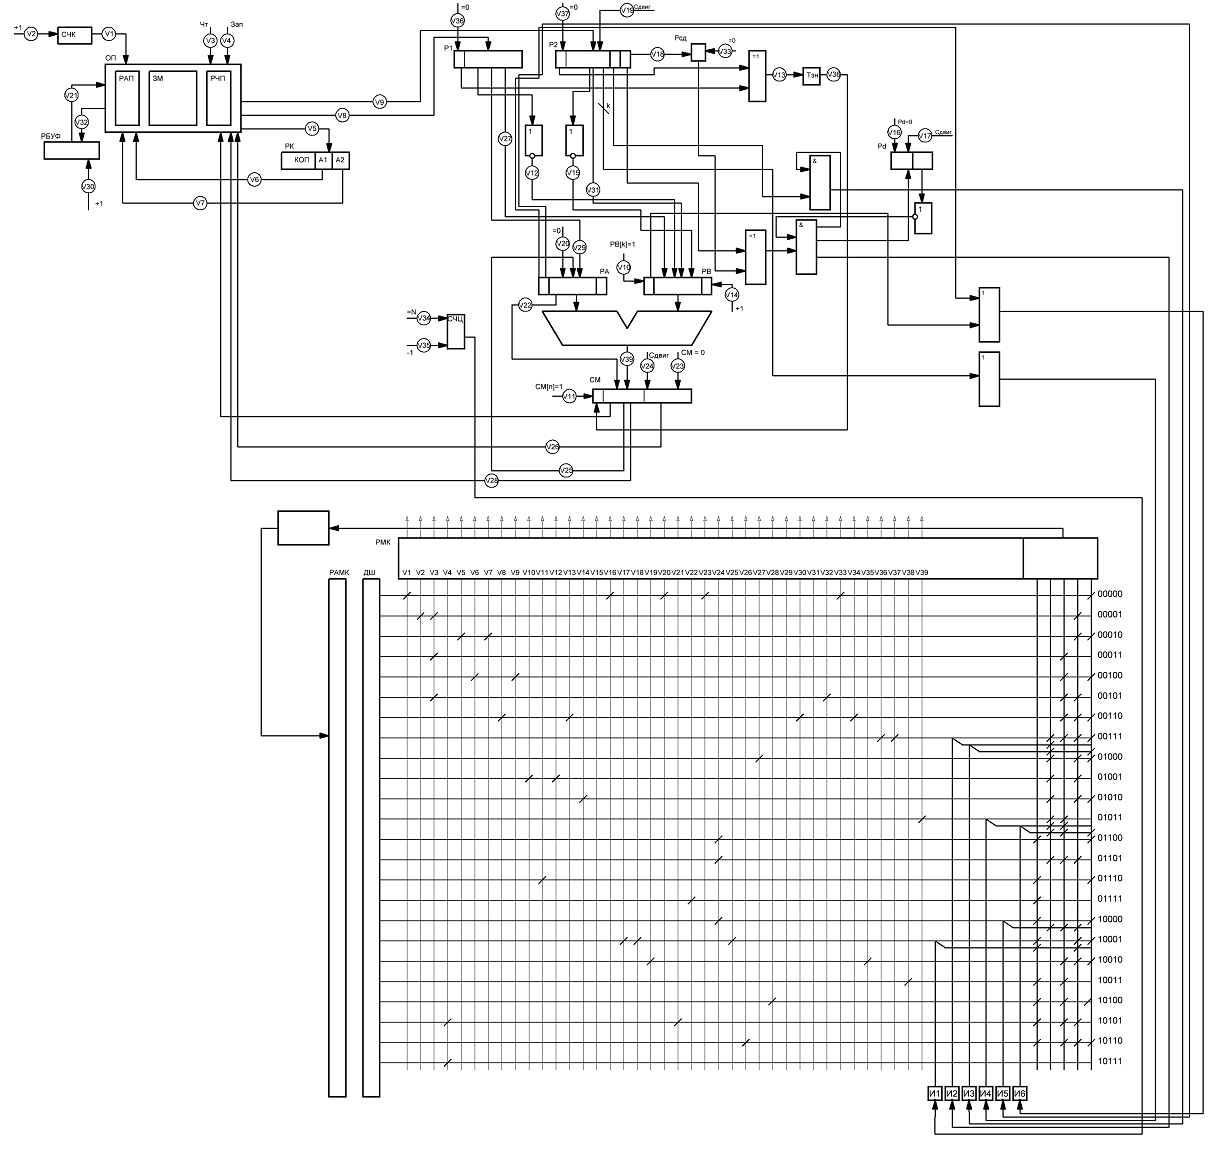 +1 V2 СЧК V1
Чт Зап
V3 V4
ОП
РАП ЗМ РЧП
V21
V32
РБУФ
V30
+1
V9
V8
V5
РК
КОП А1 А2
V6
V7
=0
V36
Р1
=0
V37
V19 Сдвиг
Р2
V18
Рсд
=0
V33
=1
V13 Тзн V38
k
V27
1
V12
1
V15
V31
V16 Pd=0
V17 Сдвиг
Pd
&
1
&
=1
=0
V20
V29
РА
РВ[k]=1
V10
РВ
V14
+1
V22
=N V34 СЧЦ
-1 V35
V39
Сдвиг
V24
СМ = 0
V23
СМ
СМ[n]=1
V11
1
1
V26
V25
V28
РМК
V1 V2 V3 V4 V5 V6 V7 V8 V9 V10 V11 V12 V13 V14 V15 V16 V17 V18 V19 V20 V21 V22 V23 V24 V25 V26 V27 V28 V29 V30 V31 V32 V33 V34 V35 V36 V37 V38 V39
РАМК ДШ
00000
00001
00010
00011
00100
00101
00110
00111
01000
01001
01010
01011
01100
01101
01110
01111
10000
10001
10010
10011
10100
10101
10110
10111
И1 И2 И3 И4 И5 И6